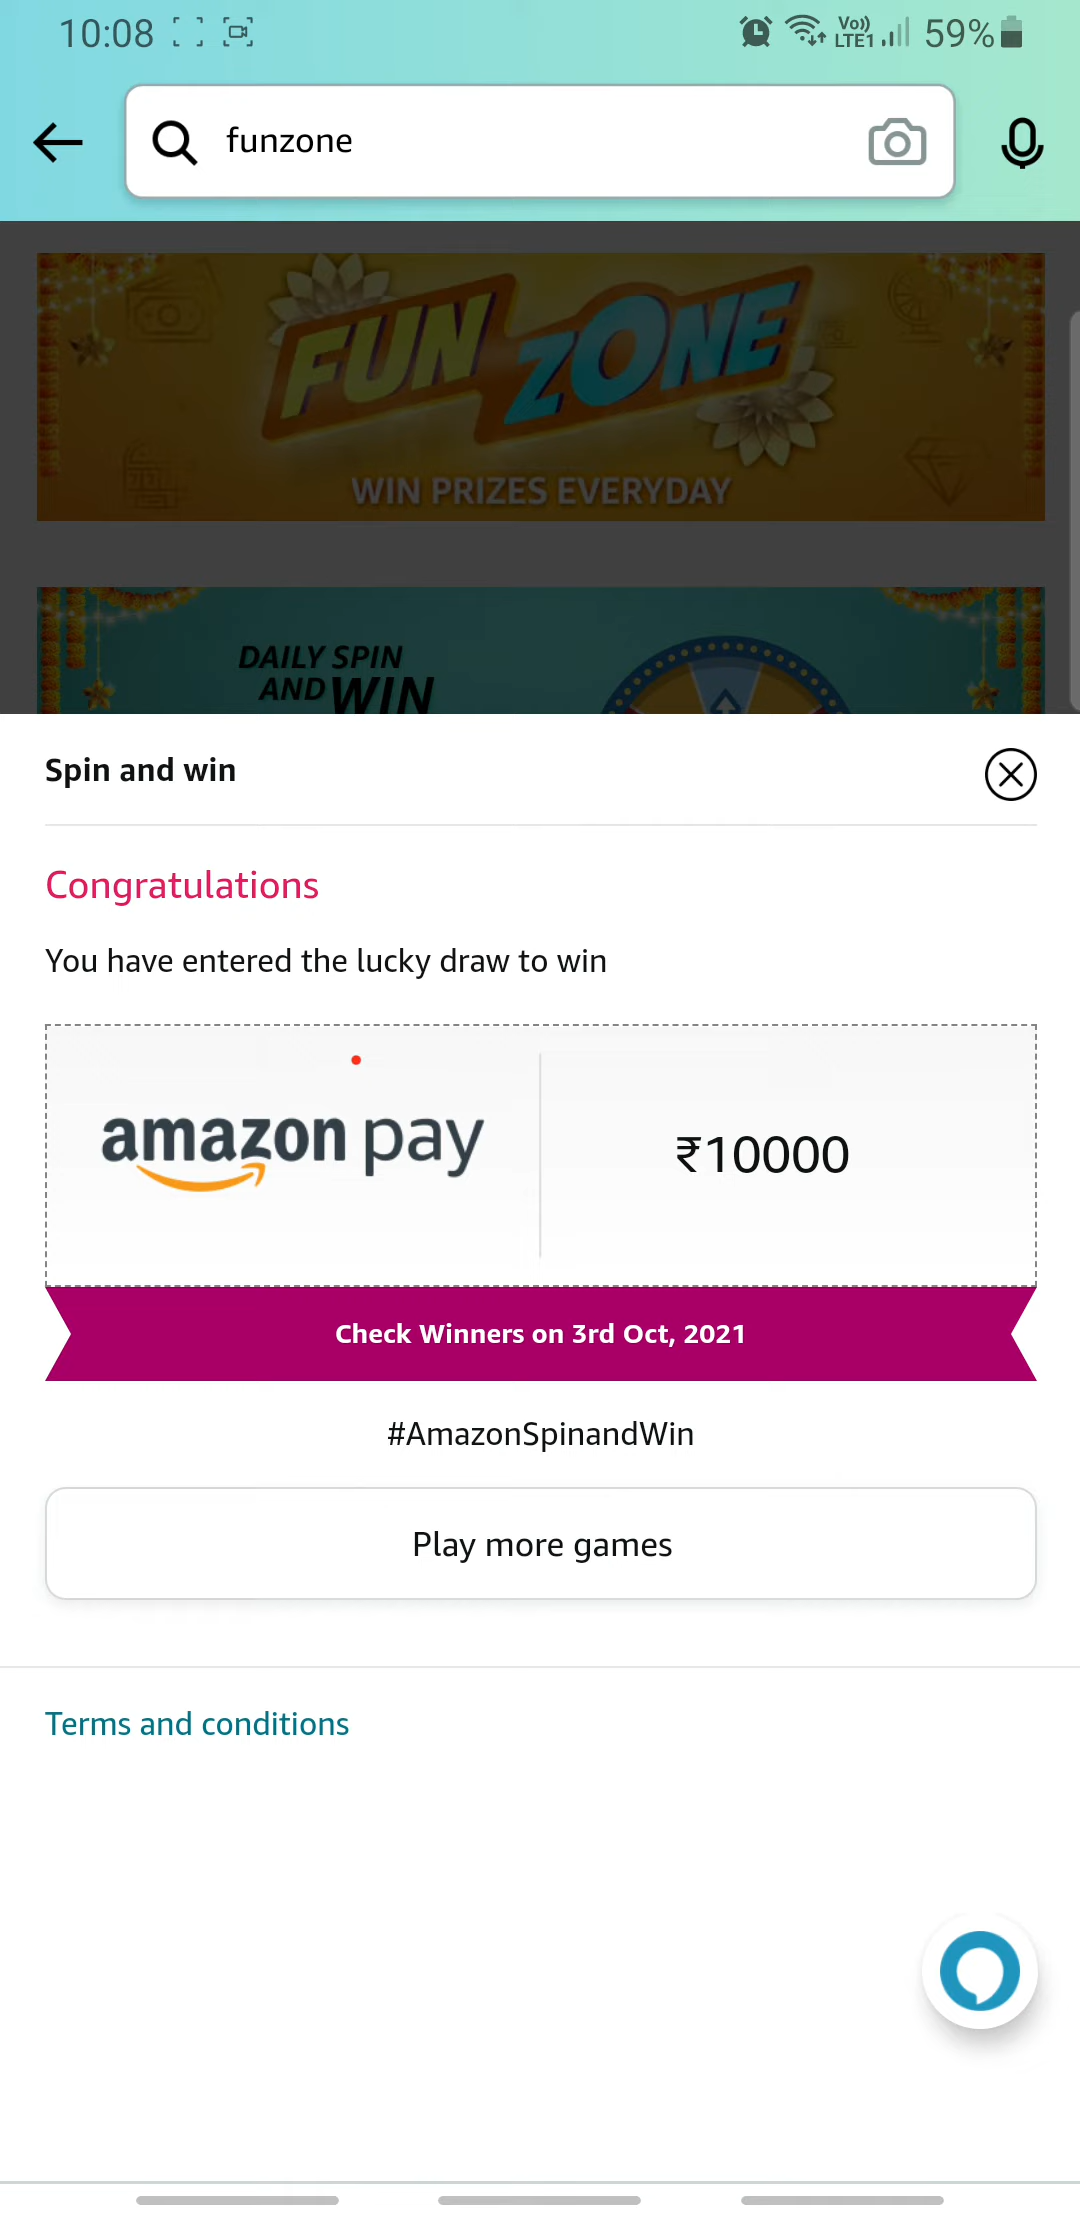 10:08 Vo)) LTE1 59%
funzone
FUN ZONE
WIN PRIZES EVERYDAY
DAILY SPIN
AND WIN
Spin and win
Congratulations
You have entered the lucky draw to win
amazon pay
₹10000
Check Winners on 3rd Oct, 2021
#AmazonSpinandWin
Play more games
Terms and conditions